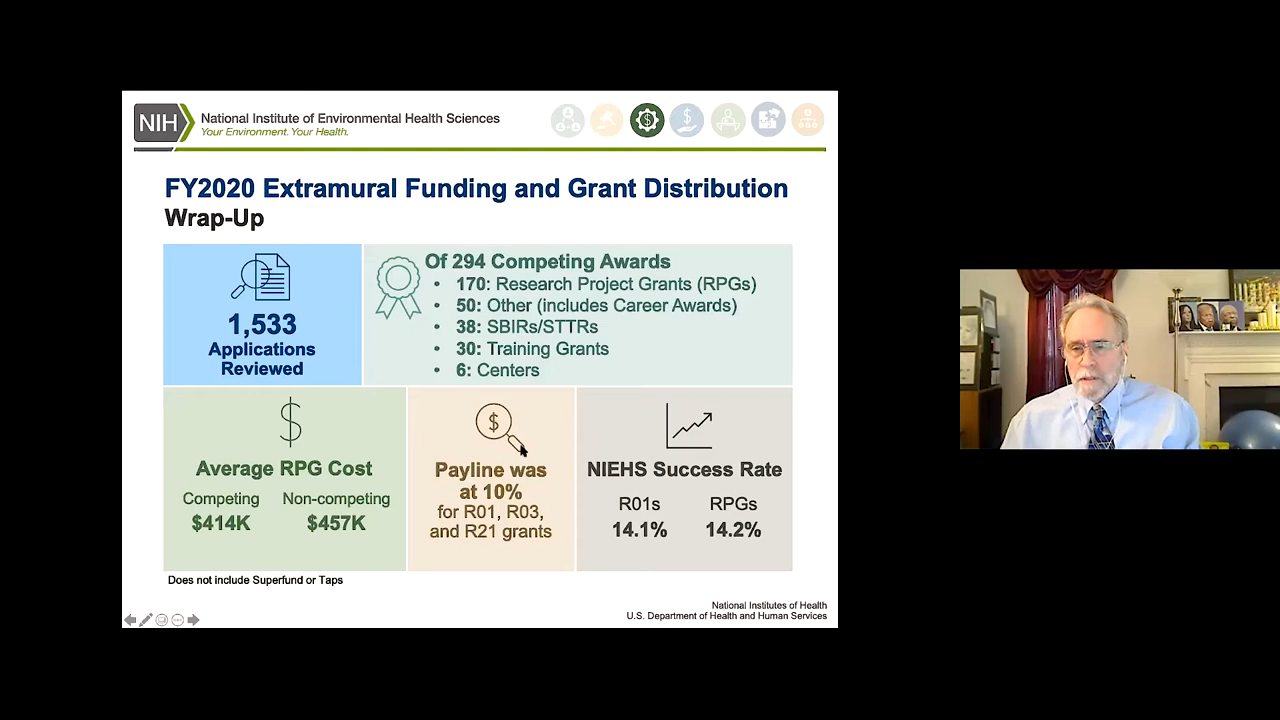 NIH
National Institute of Environmental Health Sciences
Your Environment. Your Health.
FY2020 Extramural Funding and Grant Distribution
Wrap-Up
1,533
Applications
Reviewed
Of 294 Competing Awards
• 170: Research Project Grants (RPGs)
• 50: Other (includes Career Awards)
• 38: SBIRs/STTRs
• 30: Training Grants
• 6: Centers
Average RPG Cost
Competing Non-competing
$414K $457K
Payline was
at 10%
for R01, R03,
and R21 grants
NIEHS Success Rate
R01s RPGs
14.1% 14.2%
Does not include Superfund or Taps
National Institutes of Health
U.S. Department of Health and Human Services